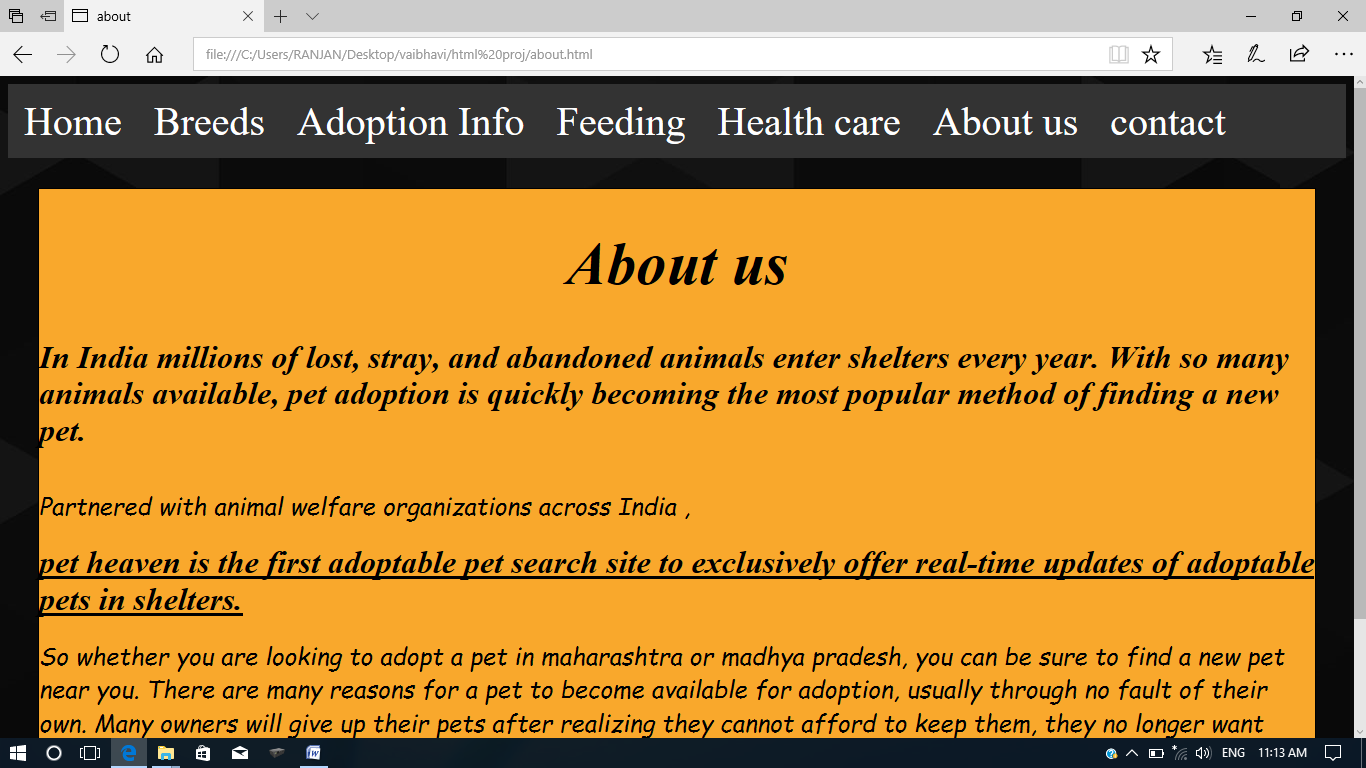 about
file:///C:/Users/RANJAN/Desktop/vaibhavi/html%20proj/about.html
Home Breeds Adoption Info Feeding Health care About us contact
About us
In India millions of lost, stray, and abandoned animals enter shelters every year. With so many
animals available, pet adoption is quickly becoming the most popular method of finding a new
pet.
Partnered with animal welfare organizations across India ,
pet heaven is the first adoptable pet search site to exclusively offer real-time updates of adoptable
pets in shelters.
So whether you are looking to adopt a pet in maharashtra or madhya pradesh, you can be sure to find a new pet
near you. There are many reasons for a pet to become available for adoption, usually through no fault of their
own. Many owners will give up their pets after realizing they cannot afford to keep them, they no longer want
ENG 11:13 AM